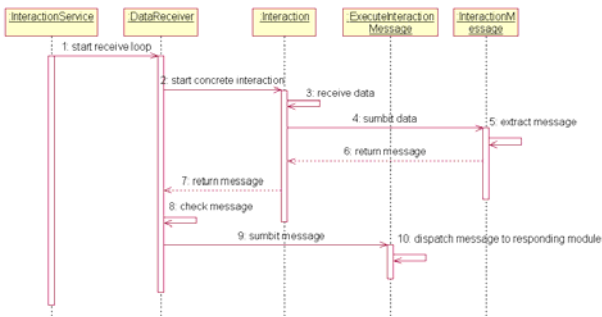 :InteractionService
:DataReceiver
:Interaction
:ExecuteInteraction
Message
:InteractionM
essage
1: start receive loop
2: start concrete interaction
3: receive data
4: sumbit data
5: extract message
6: return message
7: return message
8: check message
9: sumbit message
10: dispatch message to responding module